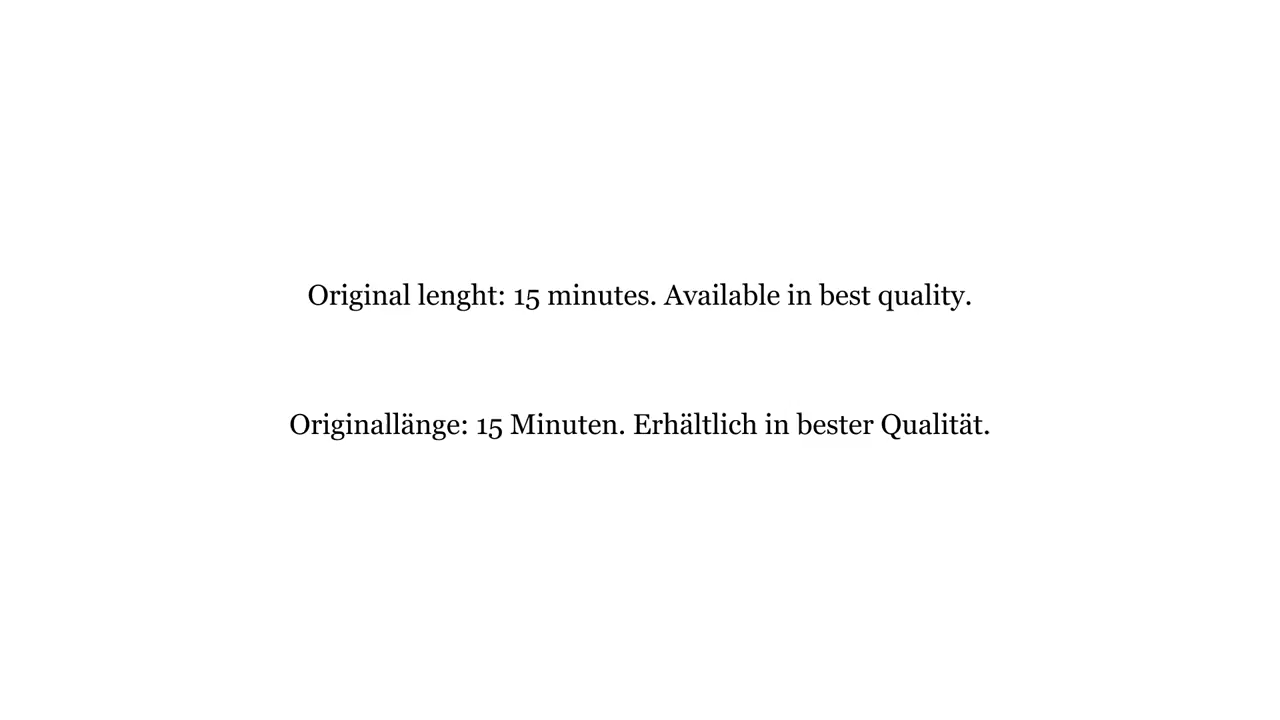 Original lenght: 15 minutes. Available in best quality.
Originallänge: 15 Minuten. Erhältlich in bester Qualität.